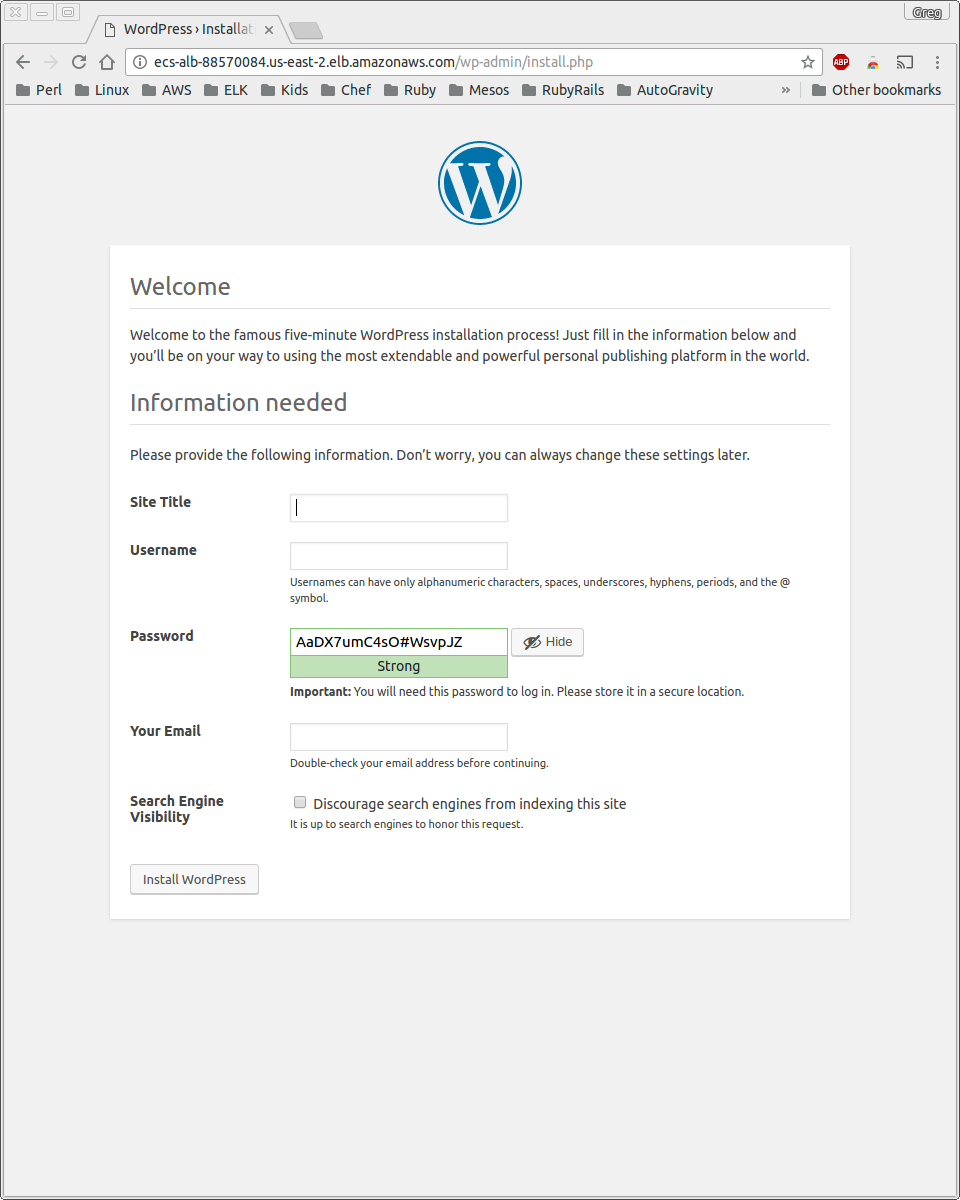 Greg
WordPress › Installat
ecs-alb-88570084.us-east-2.elb.amazonaws.com/wp-admin/install.php
ABP
Perl Linux AWS ELK Kids Chef Ruby Mesos RubyRails AutoGravity » Other bookmarks
W
Welcome
Welcome to the famous five-minute WordPress installation process! Just fill in the information below and
you’ll be on your way to using the most extendable and powerful personal publishing platform in the world.
Information needed
Please provide the following information. Don’t worry, you can always change these settings later.
Site Title
Username
Usernames can have only alphanumeric characters, spaces, underscores, hyphens, periods, and the @
symbol.
Password
AaDX7umC4sO#WsvpJZ
Hide
Strong
Important: You will need this password to log in. Please store it in a secure location.
Your Email
Double-check your email address before continuing.
Search Engine
Visibility
Discourage search engines from indexing this site
It is up to search engines to honor this request.
Install WordPress